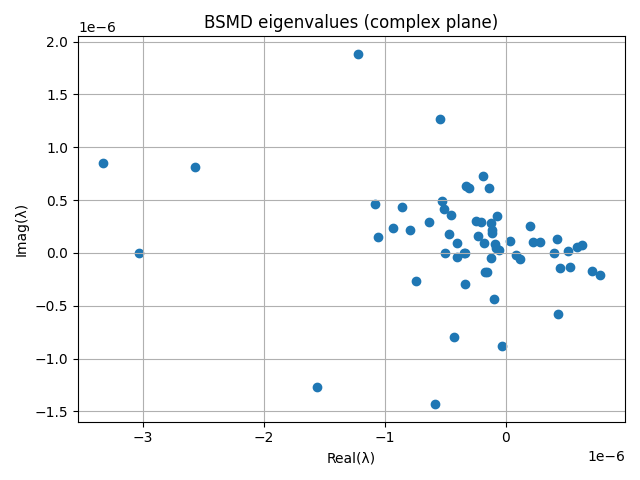 BSMD eigenvalues (complex plane)
1e−6
2.0
1.5
1.0
0.5
0.0
−0.5
−1.0
−1.5
Imag(λ)
−3 −2 −1 0
Real(λ)
1e−6